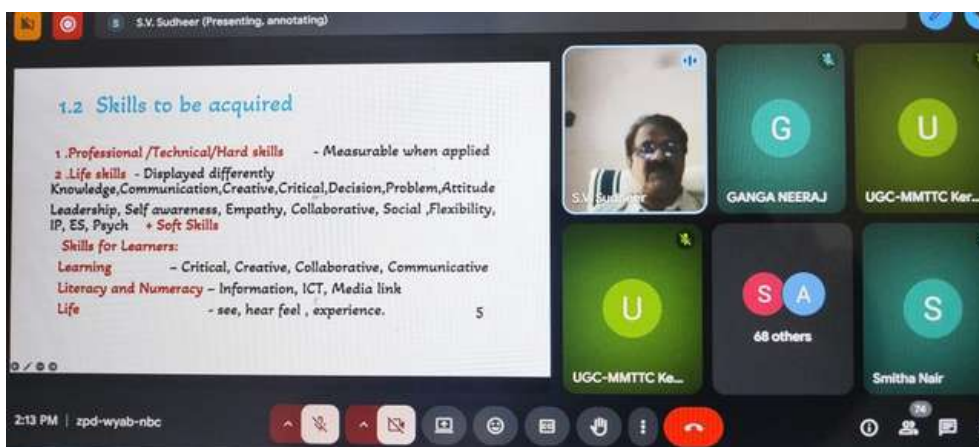 S S.V. Sudheer (Presenting, annotating)
1.2 Skills to be acquired
1 .Professional /Technical/Hard skills - Measurable when applied
2 .Life skills - Displayed differently
Knowledge,Communication,Creative,Critical,Decision,Problem,Attitude
Leadership, Self awareness, Empathy, Collaborative, Social ,Flexibility,
IP, ES, Psych + Soft Skills
Skills for Learners:
Learning – Critical, Creative, Collaborative, Communicative
Literacy and Numeracy – Information, ICT, Media link
Life - see, hear feel , experience. 5
S.V. Sudheer
G
GANGA NEERAJ
U
UGC-MMTTC Ker...
U
UGC-MMTTC Ke...
S A
68 others
S
Smitha Nair
2:13 PM | zpd-wyab-nbc
74